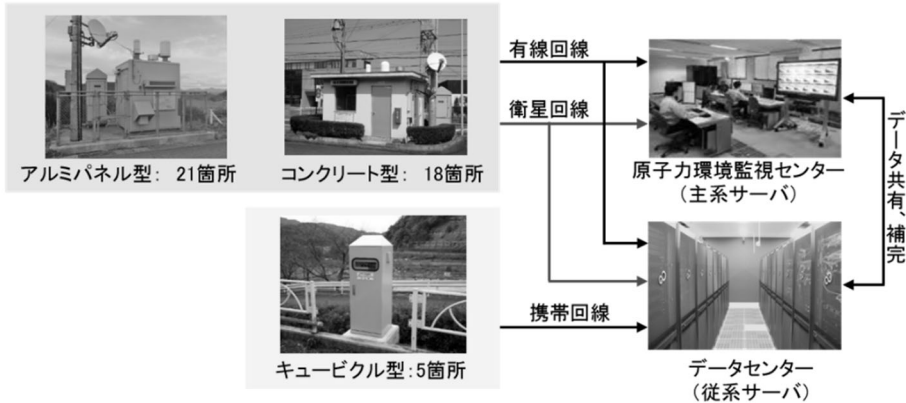 有線回線
衛星回線
アルミパネル型： 21箇所
コンクリート型： 18箇所
原子力環境監視センター
（主系サーバ）
データ共有、補完
携帯回線
キュービクル型：5箇所
データセンター
（従系サーバ）